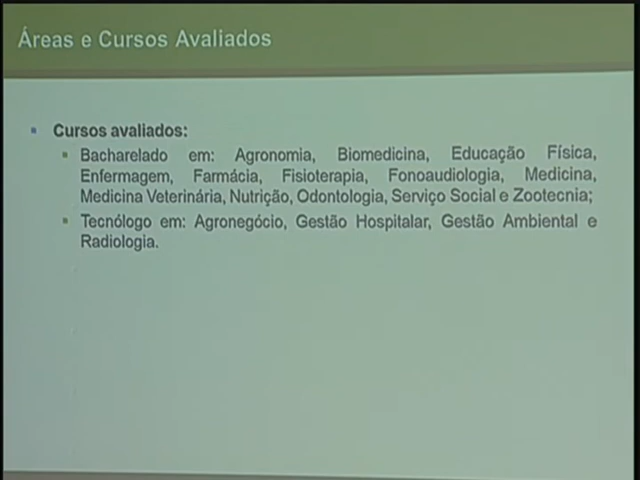 Áreas e Cursos Avaliados
Cursos avaliados:
Bacharelado em: Agronomia, Biomedicina, Educação Física,
Enfermagem, Farmácia, Fisioterapia, Fonoaudiologia, Medicina,
Medicina Veterinária, Nutrição, Odontologia, Serviço Social e Zootecnia;
Tecnólogo em: Agronegócio, Gestão Hospitalar, Gestão Ambiental e
Radiologia.